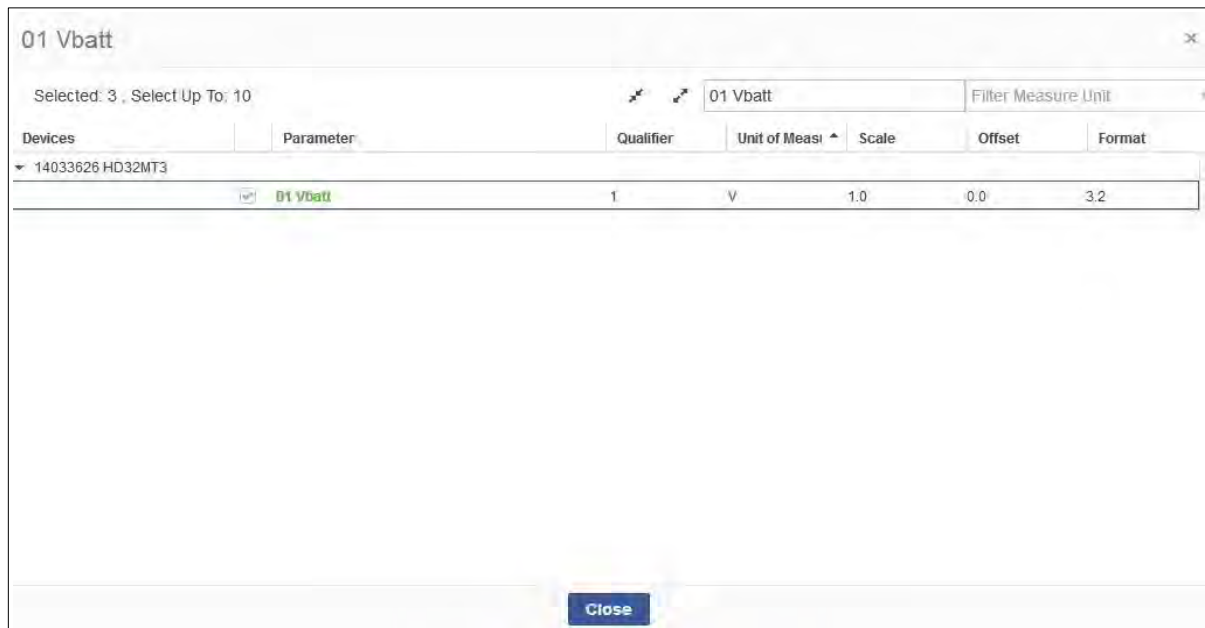 01 Vbatt ×
Selected: 3 , Select Up To: 10 01 Vbatt Filter Measure Unit
Devices Parameter Qualifier Unit of Measu Scale Offset Format
14033626 HD32MT3
01 Vbatt 1 V 1.0 0.0 3.2
Close